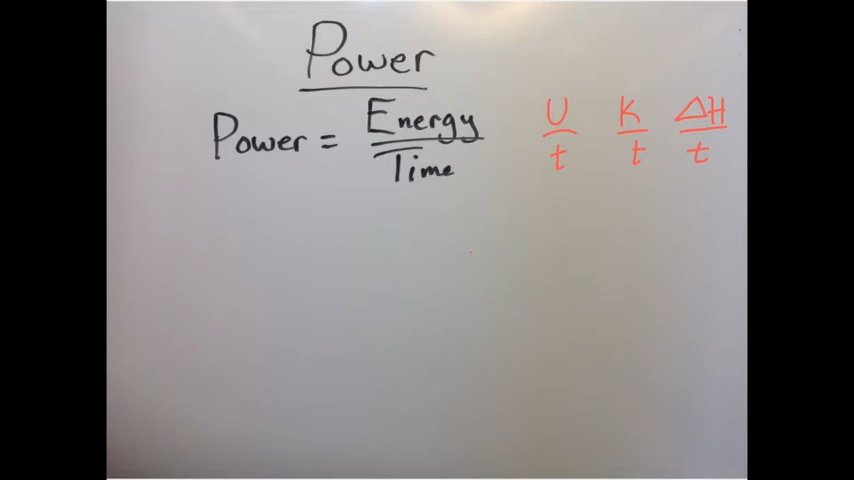 Power
Power = Energy / Time
U/t K/t ΔH/t